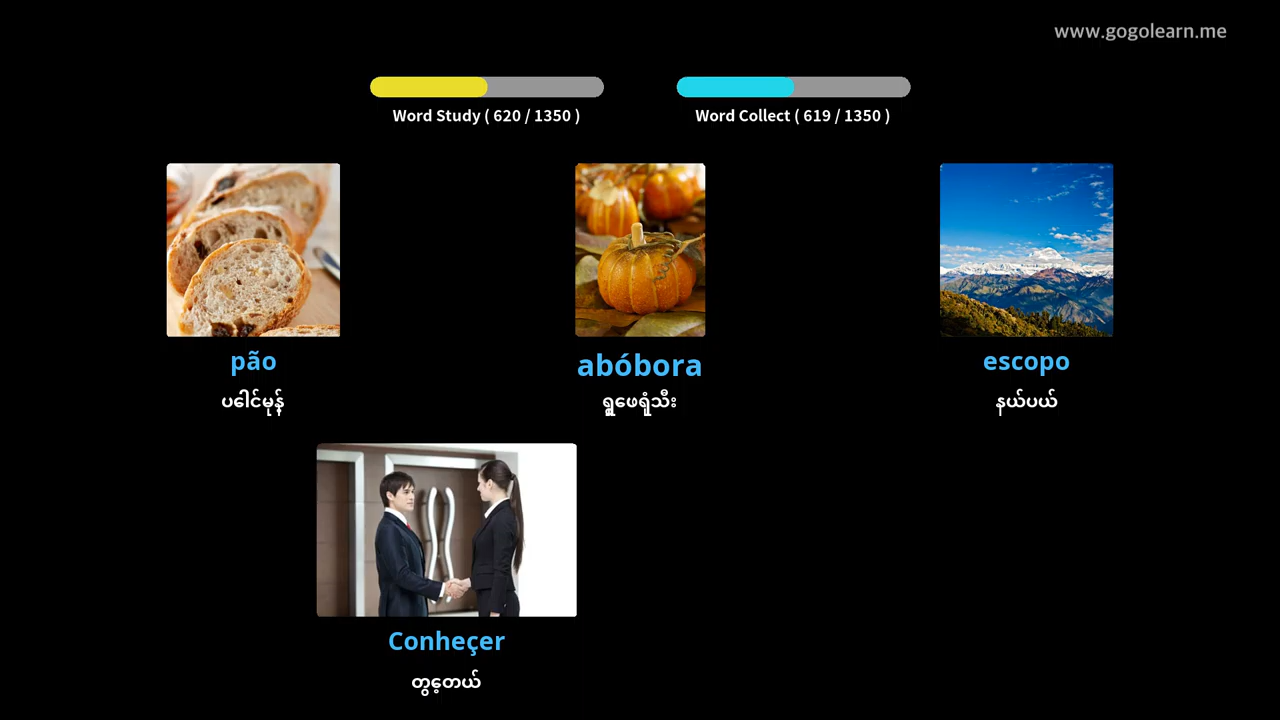 www.gogolearn.me
Word Study ( 620 / 1350 )
Word Collect ( 619 / 1350 )
pão
abóbora
escopo
ပေါင်မုန့်
ရွှေဖရုံသီး
နယ်ပယ်
Conheçer
တွေ့တယ်